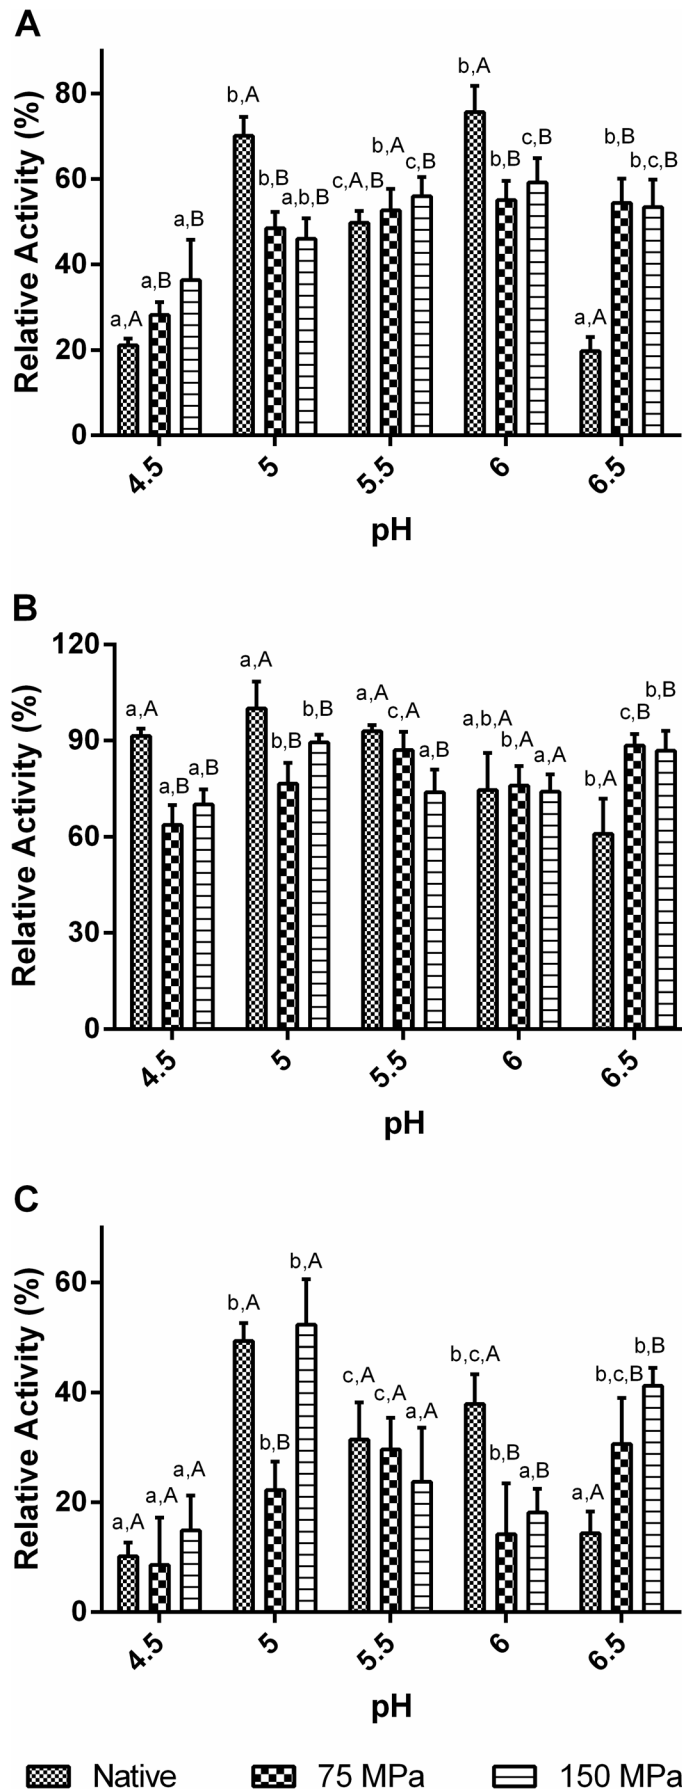 A
Relative Activity (%)
80
60
40
20
0
a,A
a,B
a,B
b,A
b,B
a,b,B
c,A,B
b,A
c,B
b,A
b,B
c,B
a,A
b,B
b,c,B
4.5
5
5.5
6
6.5
pH
B
Relative Activity (%)
120
90
60
30
0
a,A
a,B
a,B
a,A
b,B
b,B
a,A
c,A
a,B
a,b,A
b,A
a,A
b,A
c,B
b,B
4.5
5
5.5
6
6.5
pH
C
Relative Activity (%)
60
40
20
0
a,A
a,A
a,A
b,A
b,B
b,A
c,A
c,A
a,A
b,c,A
b,B
a,B
a,A
b,c,B
b,B
4.5
5
5.5
6
6.5
pH
Native 75 MPa 150 MPa